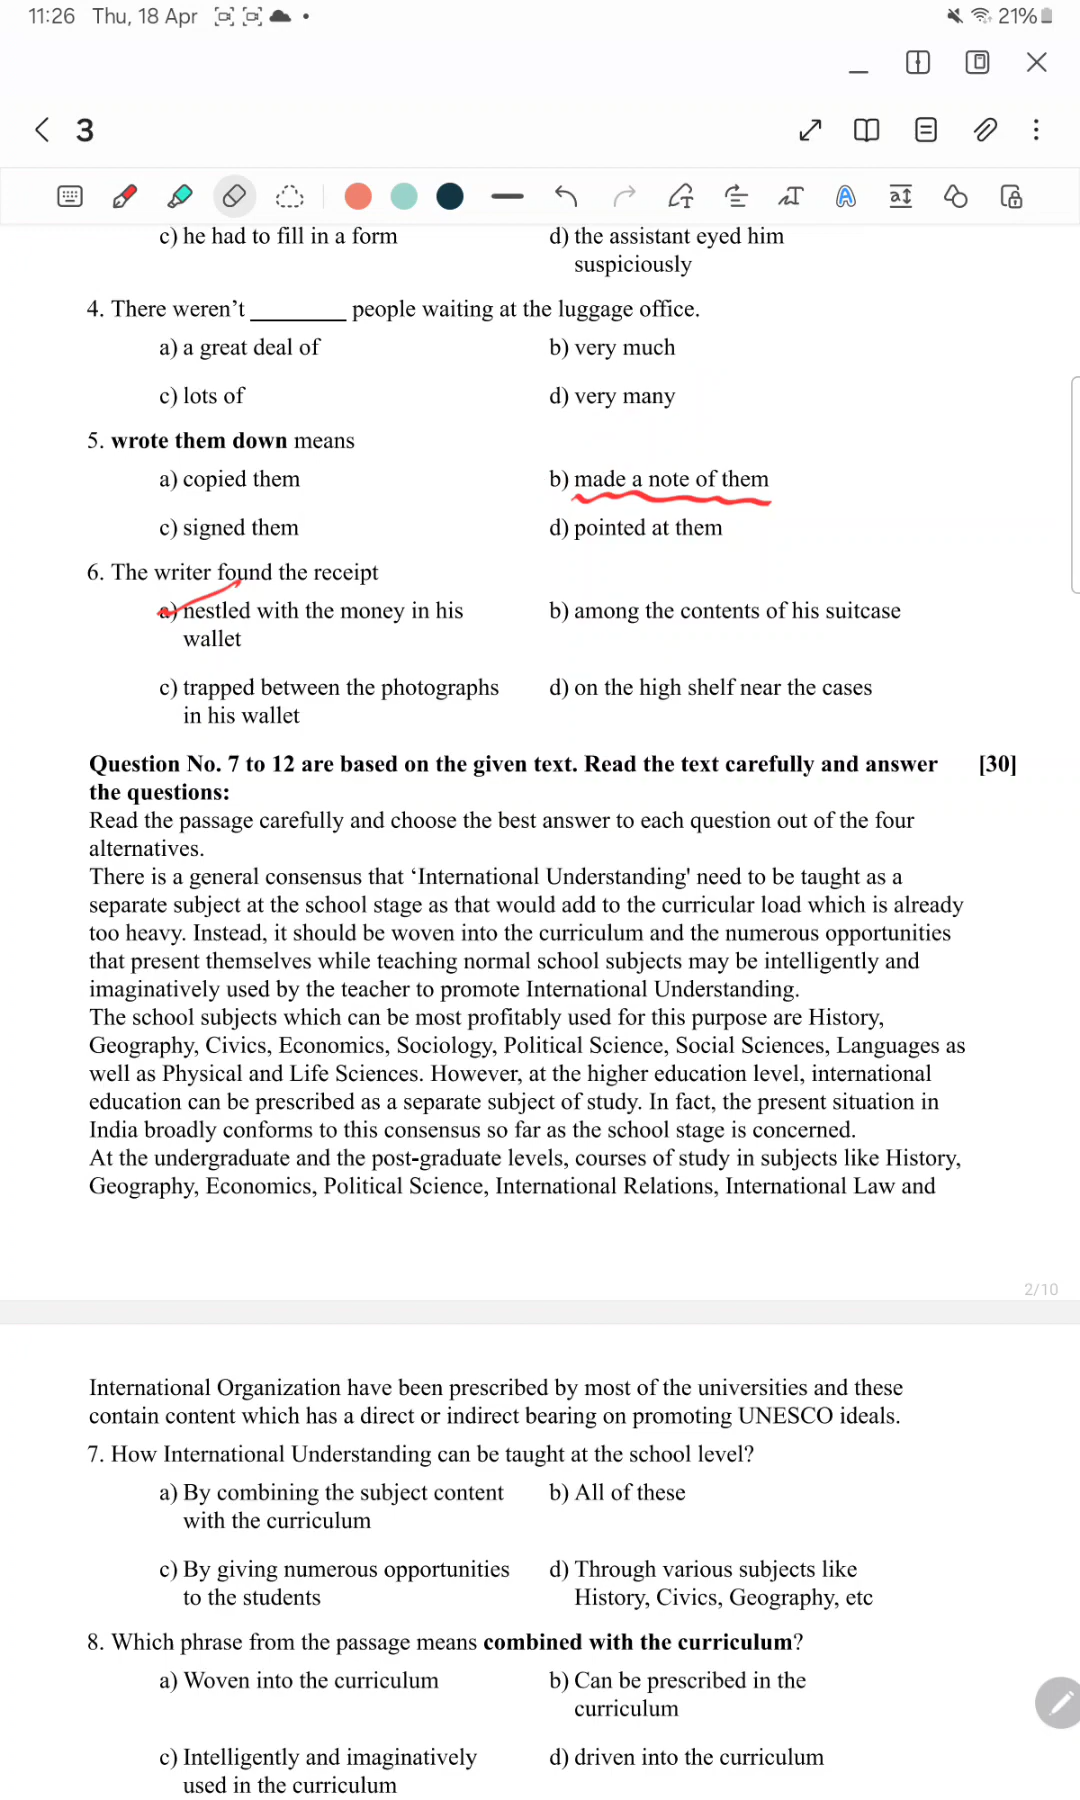 11:26 Thu, 18 Apr
21%
3
c) he had to fill in a form
d) the assistant eyed him
suspiciously
4. There weren’t ________ people waiting at the luggage office.
a) a great deal of
b) very much
c) lots of
d) very many
5. wrote them down means
a) copied them
b) made a note of them
c) signed them
d) pointed at them
6. The writer found the receipt
a) nestled with the money in his
wallet
b) among the contents of his suitcase
c) trapped between the photographs
in his wallet
d) on the high shelf near the cases
Question No. 7 to 12 are based on the given text. Read the text carefully and answer [30]
the questions:
Read the passage carefully and choose the best answer to each question out of the four
alternatives.
There is a general consensus that ‘International Understanding' need to be taught as a
separate subject at the school stage as that would add to the curricular load which is already
too heavy. Instead, it should be woven into the curriculum and the numerous opportunities
that present themselves while teaching normal school subjects may be intelligently and
imaginatively used by the teacher to promote International Understanding.
The school subjects which can be most profitably used for this purpose are History,
Geography, Civics, Economics, Sociology, Political Science, Social Sciences, Languages as
well as Physical and Life Sciences. However, at the higher education level, international
education can be prescribed as a separate subject of study. In fact, the present situation in
India broadly conforms to this consensus so far as the school stage is concerned.
At the undergraduate and the post-graduate levels, courses of study in subjects like History,
Geography, Economics, Political Science, International Relations, International Law and
2/10
International Organization have been prescribed by most of the universities and these
contain content which has a direct or indirect bearing on promoting UNESCO ideals.
7. How International Understanding can be taught at the school level?
a) By combining the subject content
with the curriculum
b) All of these
c) By giving numerous opportunities
to the students
d) Through various subjects like
History, Civics, Geography, etc
8. Which phrase from the passage means combined with the curriculum?
a) Woven into the curriculum
b) Can be prescribed in the
curriculum
c) Intelligently and imaginatively
used in the curriculum
d) driven into the curriculum